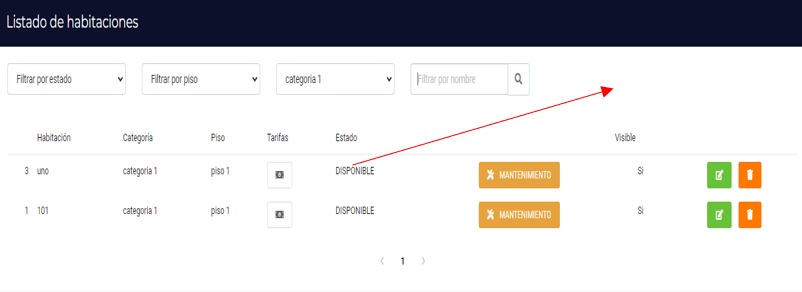 Listado de habitaciones
Filtrar por estado Filtrar por piso categoria 1 Filtrar por nombre
Habitación Categoría Piso Tarifas Estado Visible
3 uno categoria 1 piso 1 DISPONIBLE MANTENIMIENTO Si
1 101 categoria 1 piso 1 DISPONIBLE MANTENIMIENTO Si
1